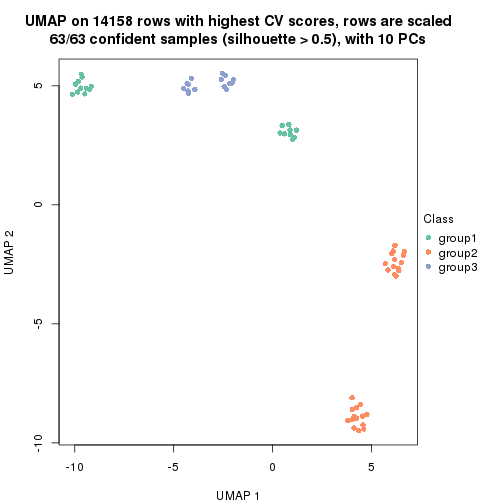 UMAP on 14158 rows with highest CV scores, rows are scaled
63/63 confident samples (silhouette > 0.5), with 10 PCs
5
0
-5
-10
UMAP 2
-10
-5
0
5
UMAP 1
Class
group1
group2
group3